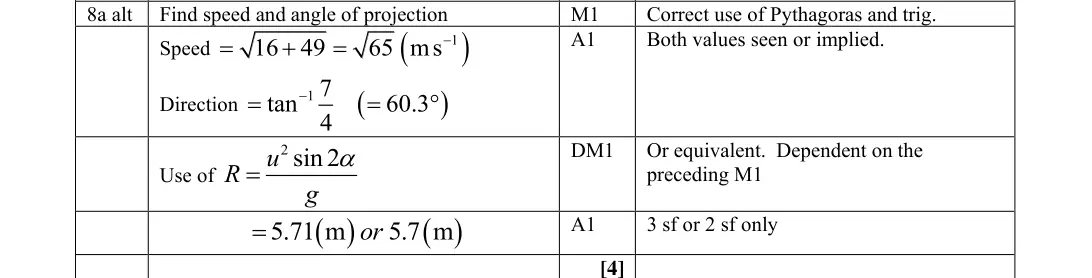 8a alt Find speed and angle of projection M1 Correct use of Pythagoras and trig.
Speed = √(16 + 49) = √65 (m s⁻¹) A1 Both values seen or implied.
Direction = tan⁻¹ 7/4 (= 60.3°)
Use of R = u² sin 2α / g DM1 Or equivalent. Dependent on the
preceding M1
= 5.71(m) or 5.7(m) A1 3 sf or 2 sf only
[4]